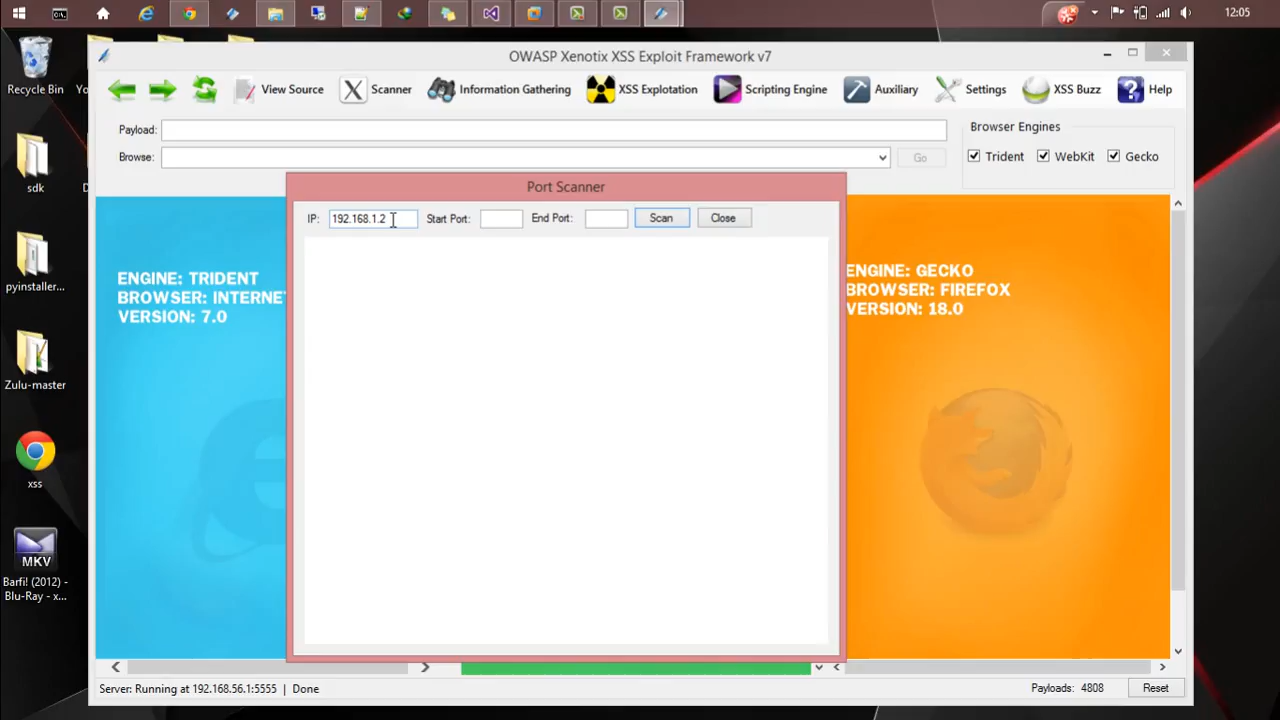 12:05
OWASP Xenotix XSS Exploit Framework v7
View Source Scanner Information Gathering XSS Explotation Scripting Engine Auxiliary Settings XSS Buzz Help
Payload:
Browse: Go
Browser Engines
Trident WebKit Gecko
Port Scanner
IP: 192.168.1.2 Start Port: End Port: Scan Close
ENGINE: TRIDENT
BROWSER: INTERNET
VERSION: 7.0
ENGINE: GECKO
BROWSER: FIREFOX
VERSION: 18.0
Server: Running at 192.168.56.1:5555 | Done
Payloads: 4808 Reset
Recycle Bin
sdk
pyinstaller...
Zulu-master
xss
MKV
Barfi! (2012) -
Blu-Ray - x...